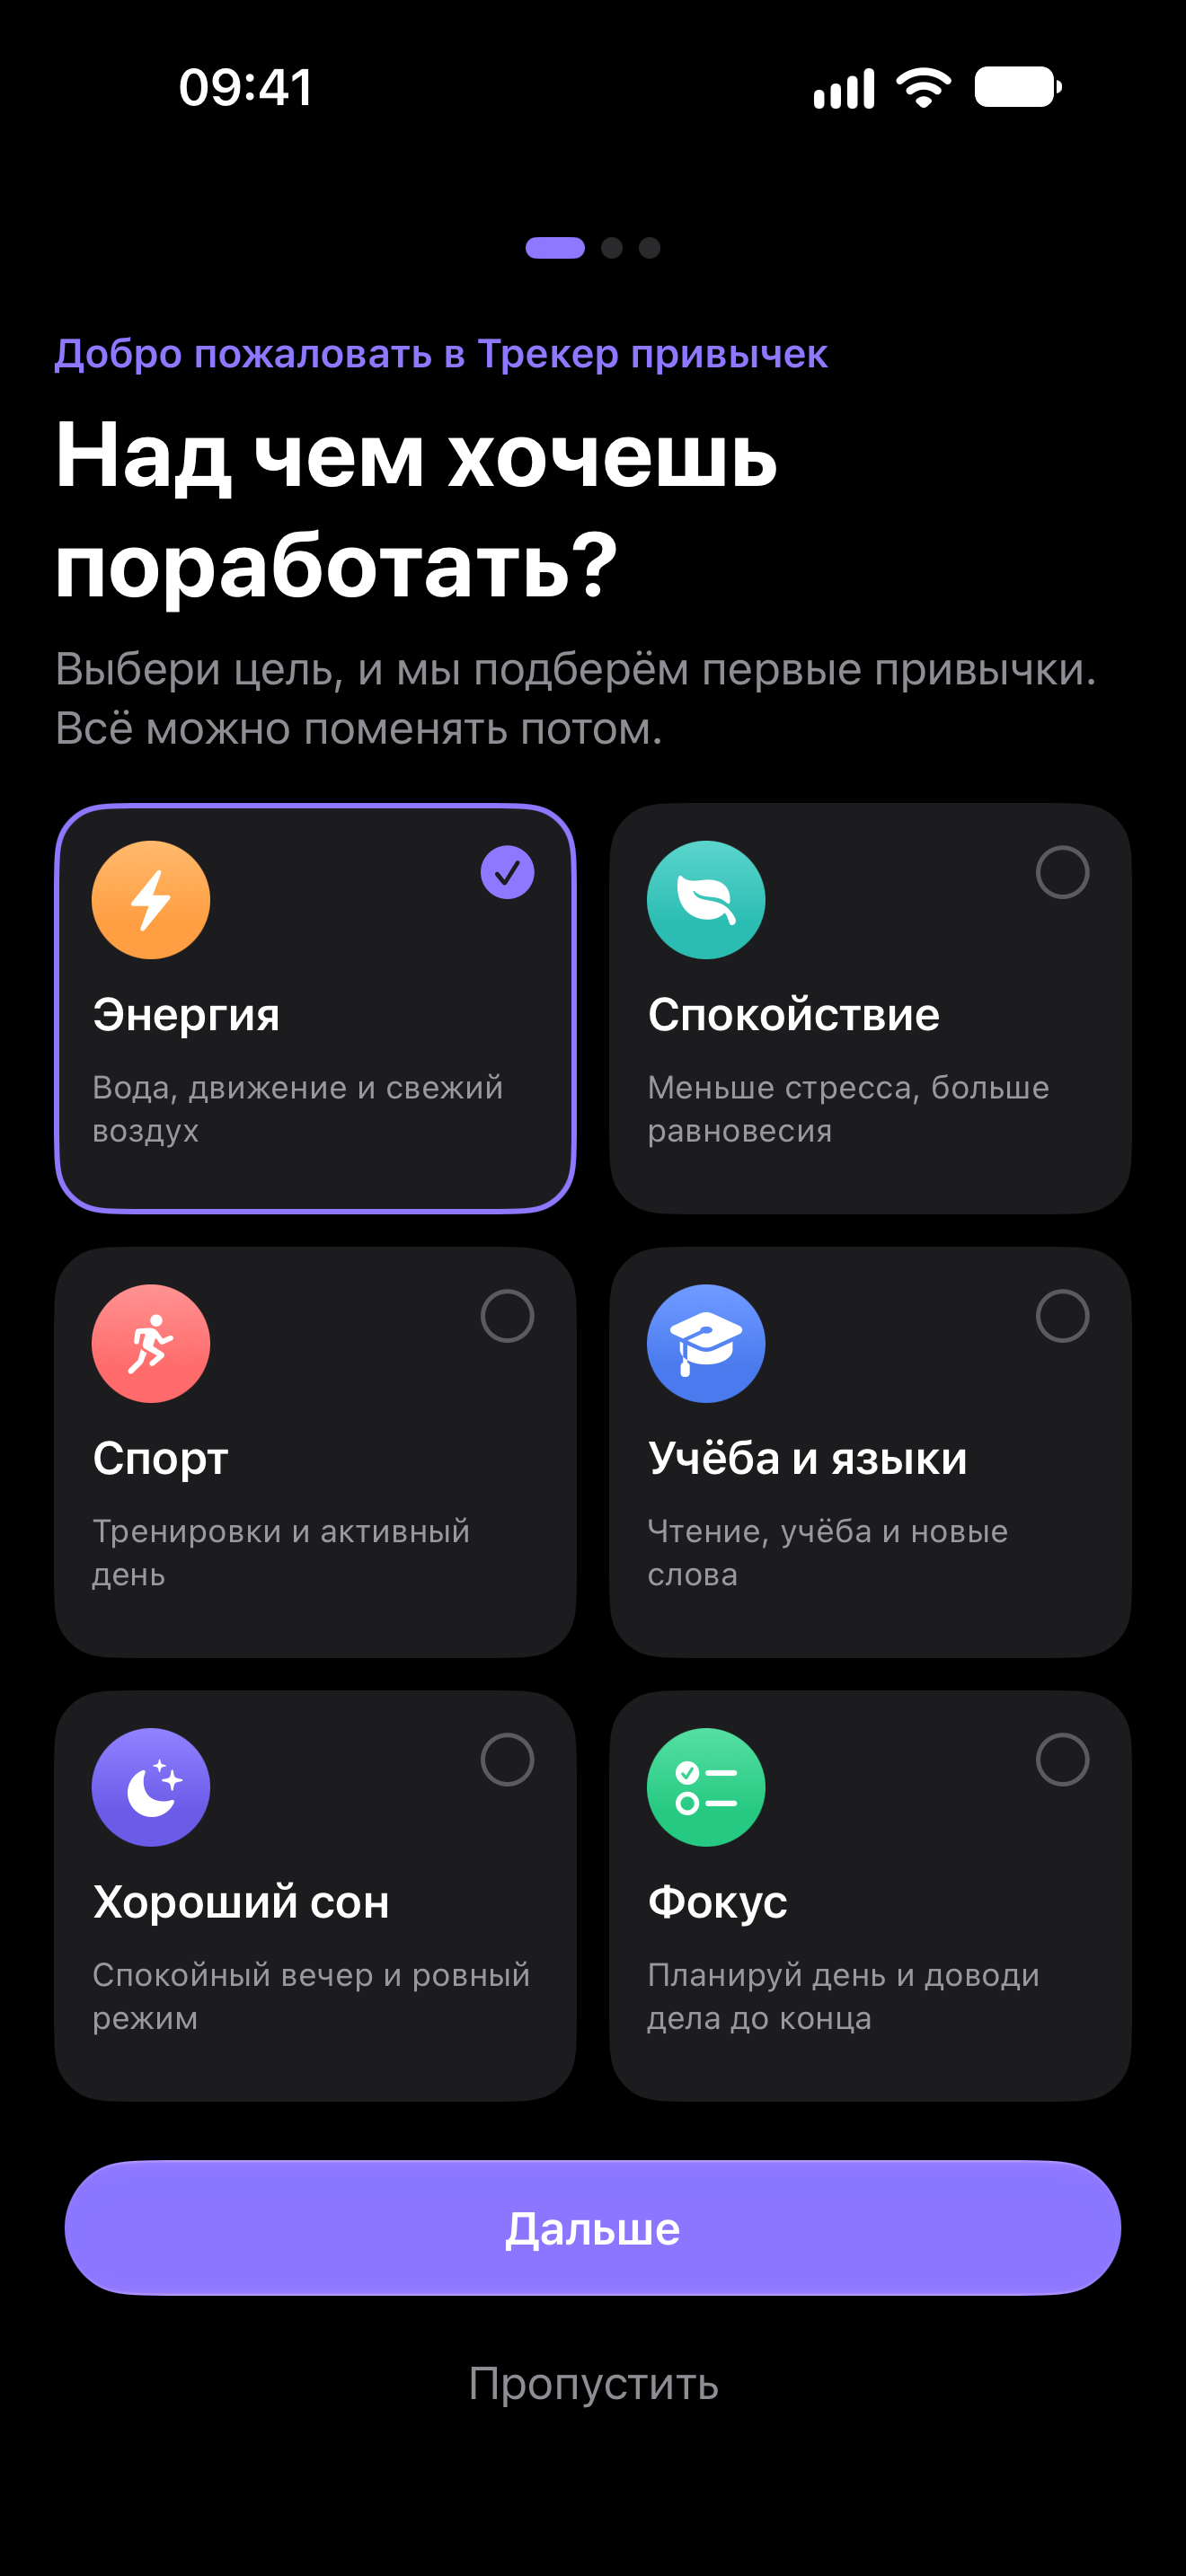 09:41
Добро пожаловать в Трекер привычек
Над чем хочешь
поработать?
Выбери цель, и мы подберём первые привычки.
Всё можно поменять потом.
Энергия
Вода, движение и свежий
воздух
Спокойствие
Меньше стресса, больше
равновесия
Спорт
Тренировки и активный
день
Учёба и языки
Чтение, учёба и новые
слова
Хороший сон
Спокойный вечер и ровный
режим
Фокус
Планируй день и доводи
дела до конца
Дальше
Пропустить